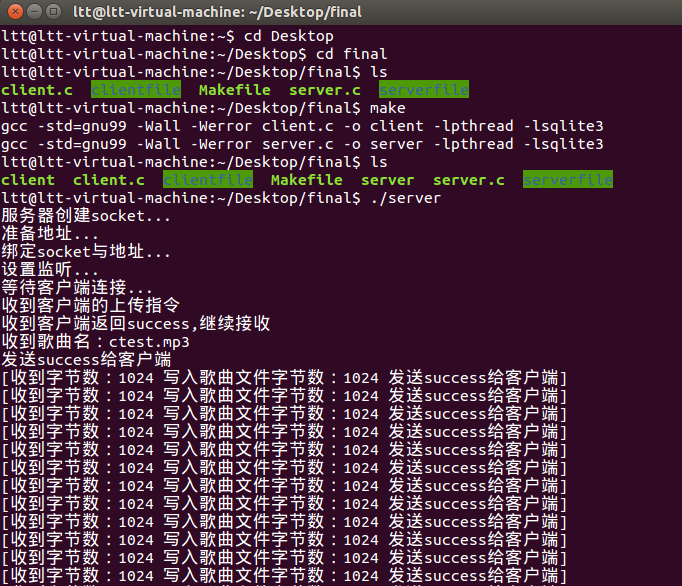 ltt@ltt-virtual-machine: ~/Desktop/final
ltt@ltt-virtual-machine:~$ cd Desktop
ltt@ltt-virtual-machine:~/Desktop$ cd final
ltt@ltt-virtual-machine:~/Desktop/final$ ls
client.c  clientfile  Makefile  server.c  serverfile
ltt@ltt-virtual-machine:~/Desktop/final$ make
gcc -std=gnu99 -Wall -Werror client.c -o client -lpthread -lsqlite3
gcc -std=gnu99 -Wall -Werror server.c -o server -lpthread -lsqlite3
ltt@ltt-virtual-machine:~/Desktop/final$ ls
client  client.c  clientfile  Makefile  server  server.c  serverfile
ltt@ltt-virtual-machine:~/Desktop/final$ ./server
服务器创建socket...
准备地址...
绑定socket与地址...
设置监听...
等待客户端连接...
收到客户端的上传指令
收到客户端返回success,继续接收
收到歌曲名：ctest.mp3
发送success给客户端
[收到字节数：1024 写入歌曲文件字节数：1024 发送success给客户端]
[收到字节数：1024 写入歌曲文件字节数：1024 发送success给客户端]
[收到字节数：1024 写入歌曲文件字节数：1024 发送success给客户端]
[收到字节数：1024 写入歌曲文件字节数：1024 发送success给客户端]
[收到字节数：1024 写入歌曲文件字节数：1024 发送success给客户端]
[收到字节数：1024 写入歌曲文件字节数：1024 发送success给客户端]
[收到字节数：1024 写入歌曲文件字节数：1024 发送success给客户端]
[收到字节数：1024 写入歌曲文件字节数：1024 发送success给客户端]
[收到字节数：1024 写入歌曲文件字节数：1024 发送success给客户端]
[收到字节数：1024 写入歌曲文件字节数：1024 发送success给客户端]
[收到字节数：1024 写入歌曲文件字节数：1024 发送success给客户端]
[收到字节数：1024 写入歌曲文件字节数：1024 发送success给客户端]